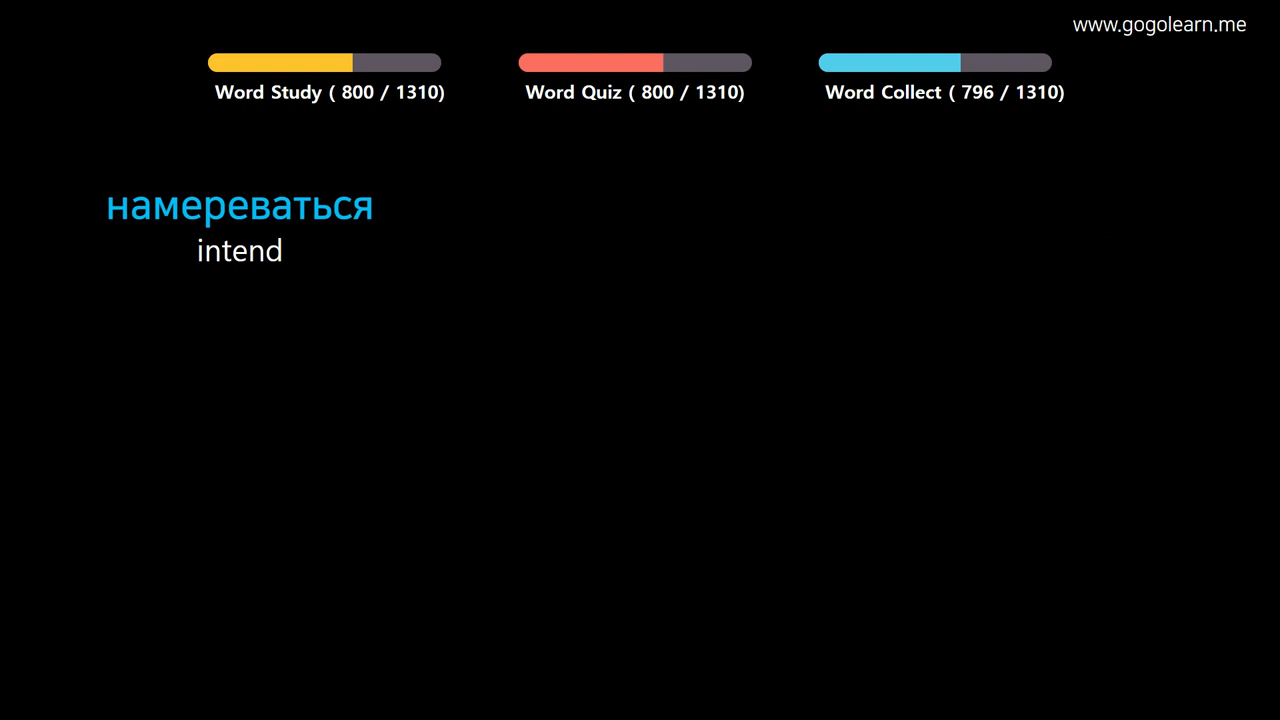 www.gogolearn.me
Word Study ( 800 / 1310)
Word Quiz ( 800 / 1310)
Word Collect ( 796 / 1310)
намереваться
intend